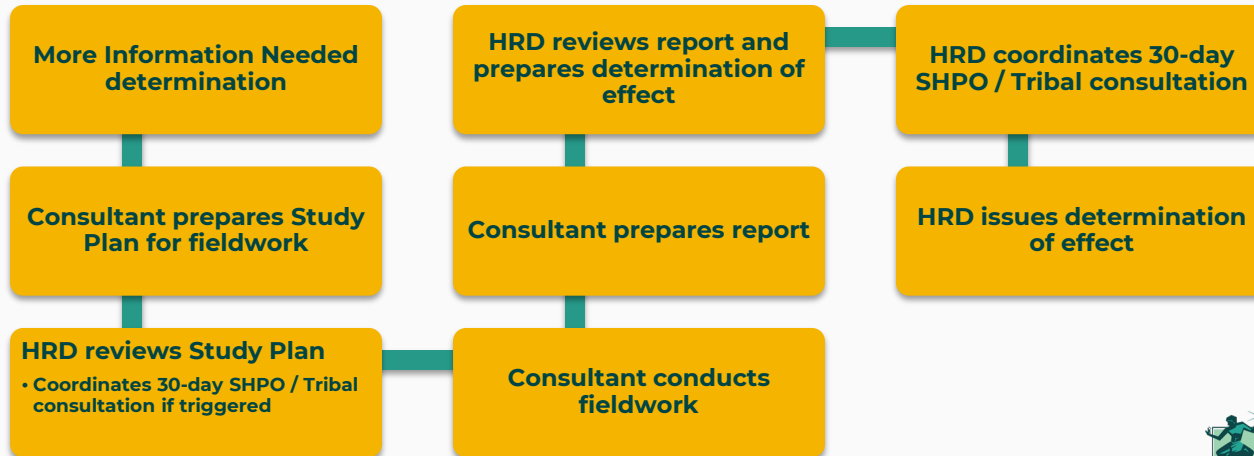 More Information Needed
determination
Consultant prepares Study
Plan for fieldwork
HRD reviews Study Plan
• Coordinates 30-day SHPO / Tribal
consultation if triggered
Consultant conducts
fieldwork
Consultant prepares report
HRD reviews report and
prepares determination of
effect
HRD coordinates 30-day
SHPO / Tribal consultation
HRD issues determination
of effect